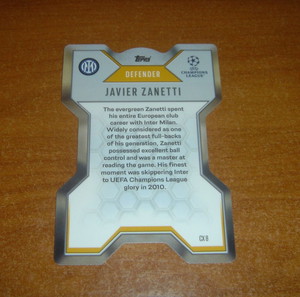 Topps
DEFENDER
CHAMPIONS
LEAGUE
JAVIER ZANETTI
The evergreen Zanetti spent
his entire European club
career with Inter Milan.
Widely considered as one
of the greatest full-backs
of his generation, Zanetti
possessed excellent ball
control and was a master at
reading the game. His finest
moment was skippering Inter
to UEFA Champions League
glory in 2010.